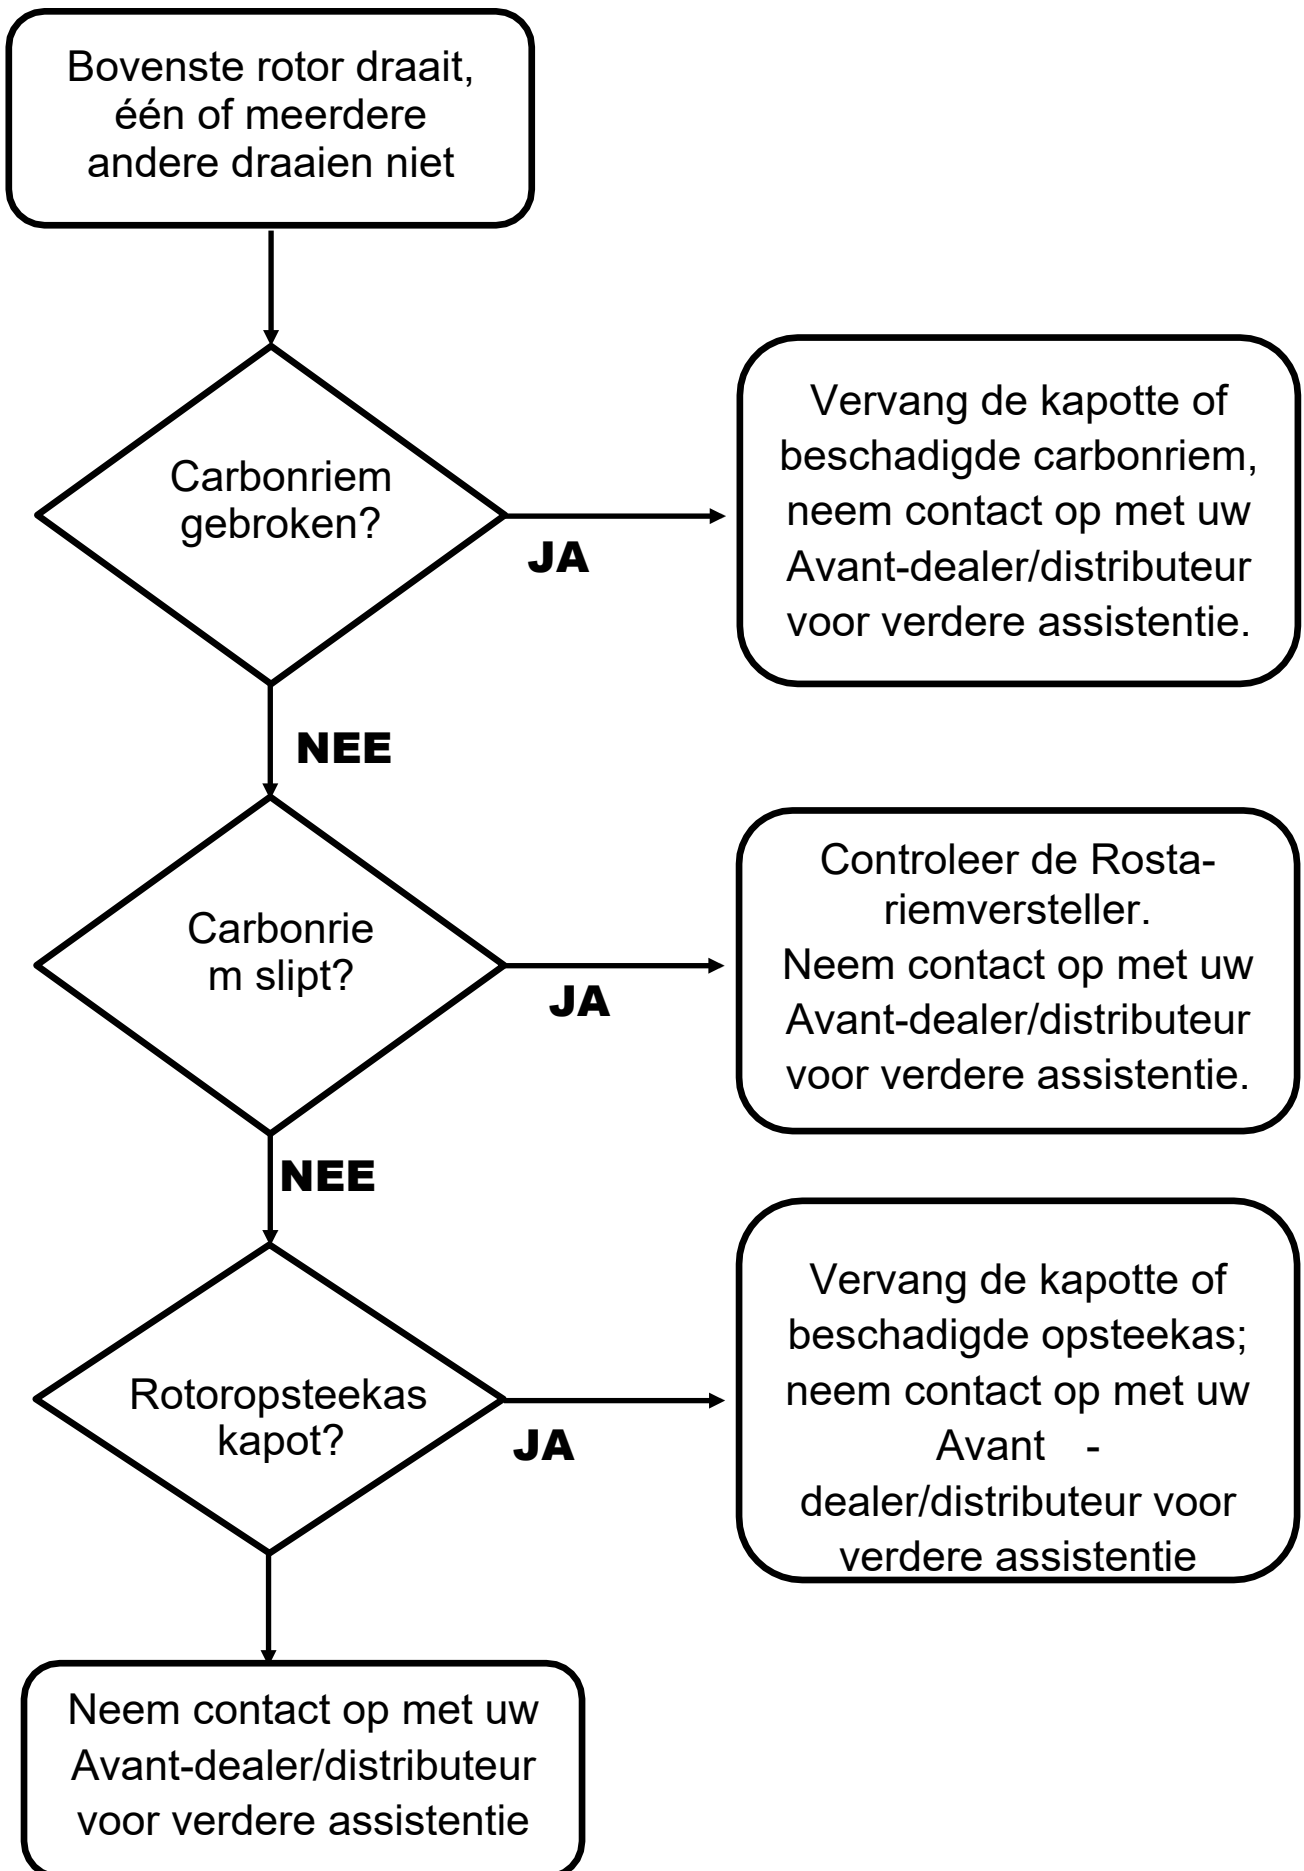 Bovenste rotor draait,
één of meerdere
andere draaien niet
Carbonriem
gebroken?
JA
Vervang de kapotte of
beschadigde carbonriem,
neem contact op met uw
Avant-dealer/distributeur
voor verdere assistentie.
NEE
Carbonrie
m slipt?
JA
Controleer de Rosta-
riemversteller.
Neem contact op met uw
Avant-dealer/distributeur
voor verdere assistentie.
NEE
Rotoropsteekas
kapot?
JA
Vervang de kapotte of
beschadigde opsteekas;
neem contact op met uw
Avant -
dealer/distributeur voor
verdere assistentie
Neem contact op met uw
Avant-dealer/distributeur
voor verdere assistentie